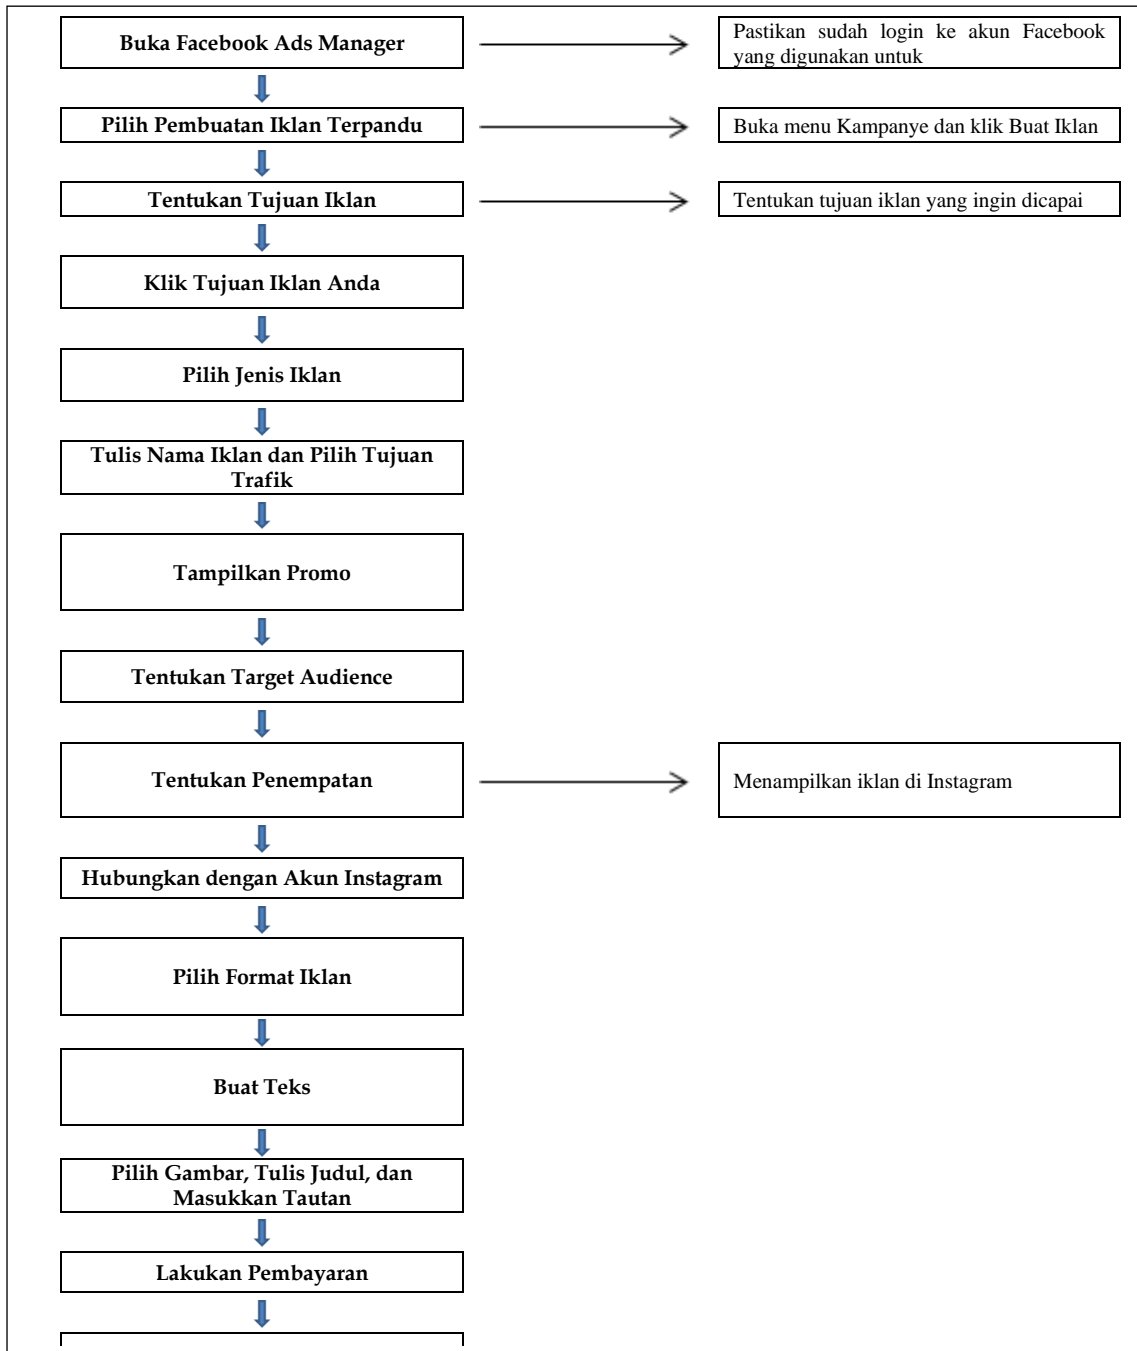 Buka Facebook Ads Manager
Pastikan sudah login ke akun Facebook
yang digunakan untuk
Pilih Pembuatan Iklan Terpandu
Buka menu Kampanye dan klik Buat Iklan
Tentukan Tujuan Iklan
Tentukan tujuan iklan yang ingin dicapai
Klik Tujuan Iklan Anda
Pilih Jenis Iklan
Tulis Nama Iklan dan Pilih Tujuan
Trafik
Tampilkan Promo
Tentukan Target Audience
Tentukan Penempatan
Menampilkan iklan di Instagram
Hubungkan dengan Akun Instagram
Pilih Format Iklan
Buat Teks
Pilih Gambar, Tulis Judul, dan
Masukkan Tautan
Lakukan Pembayaran